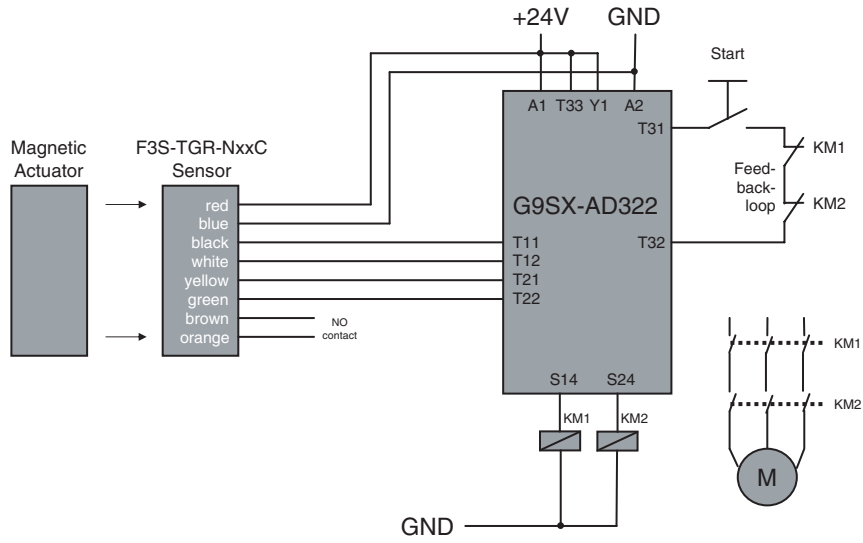 +24V GND
Start
A1 T33 Y1 A2
T31
Magnetic
Actuator
F3S-TGR-NxxC
Sensor
KM1
Feed-
back-
loop
KM2
G9SX-AD322
red
blue
black
white
yellow
green
brown
orange
NO
contact
T11
T12
T21
T22
T32
S14 S24
KM1 KM2
KM1
KM2
M
GND